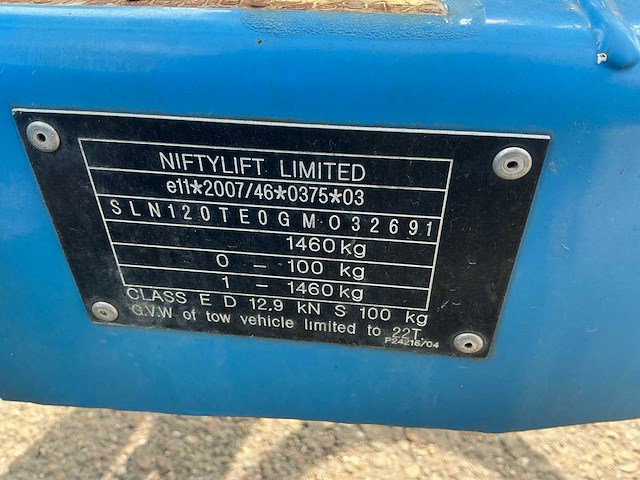 NIFTYLIFT LIMITED
e11*2007/46*0375*03
SLN120TE0GM032691
1460 kg
0 - 100 kg
1 - 1460 kg
CLASS E D 12.9 kN S 100 kg
G.V.W of tow vehicle limited to 22T.
P24216/04